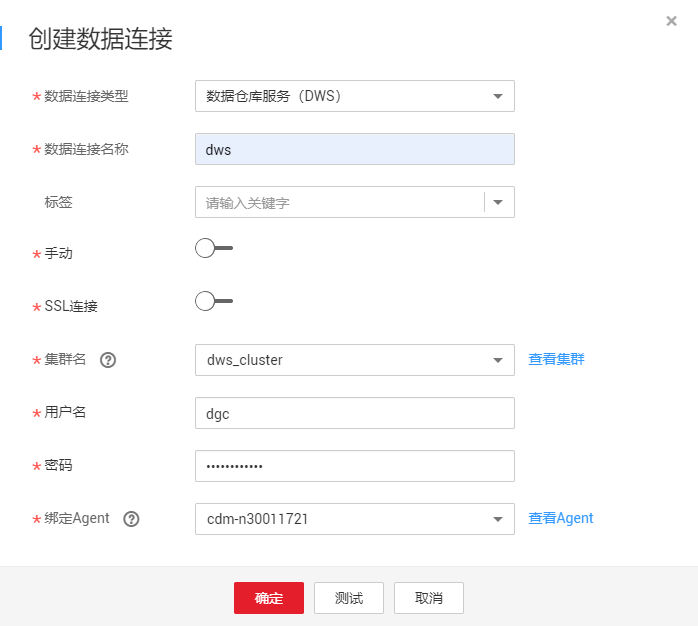 创建数据连接
×
* 数据连接类型 数据仓库服务（DWS）
* 数据连接名称 dws
标签 请输入关键字
* 手动
* SSL连接
* 集群名 ? dws_cluster 查看集群
* 用户名 dgc
* 密码 ••••••••••••
* 绑定Agent ? cdm-n30011721 查看Agent
确定 测试 取消